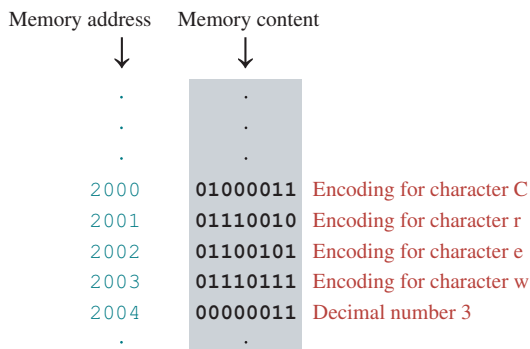 Memory address Memory content
. .
. .
. .
2000 01000011 Encoding for character C
2001 01110010 Encoding for character r
2002 01100101 Encoding for character e
2003 01110111 Encoding for character w
2004 00000011 Decimal number 3
. .